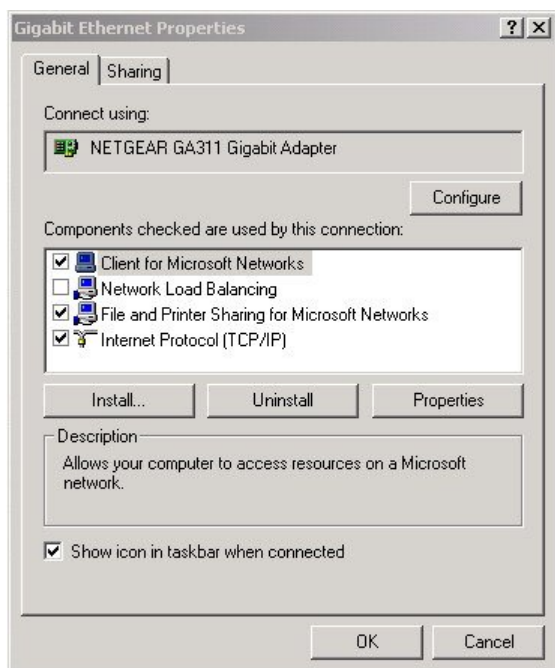 Gigabit Ethernet Properties
General
Sharing
Connect using:
NETGEAR GA311 Gigabit Adapter
Configure
Components checked are used by this connection:
Client for Microsoft Networks
Network Load Balancing
File and Printer Sharing for Microsoft Networks
Internet Protocol (TCP/IP)
Install...
Uninstall
Properties
Description
Allows your computer to access resources on a Microsoft
network.
Show icon in taskbar when connected
OK
Cancel